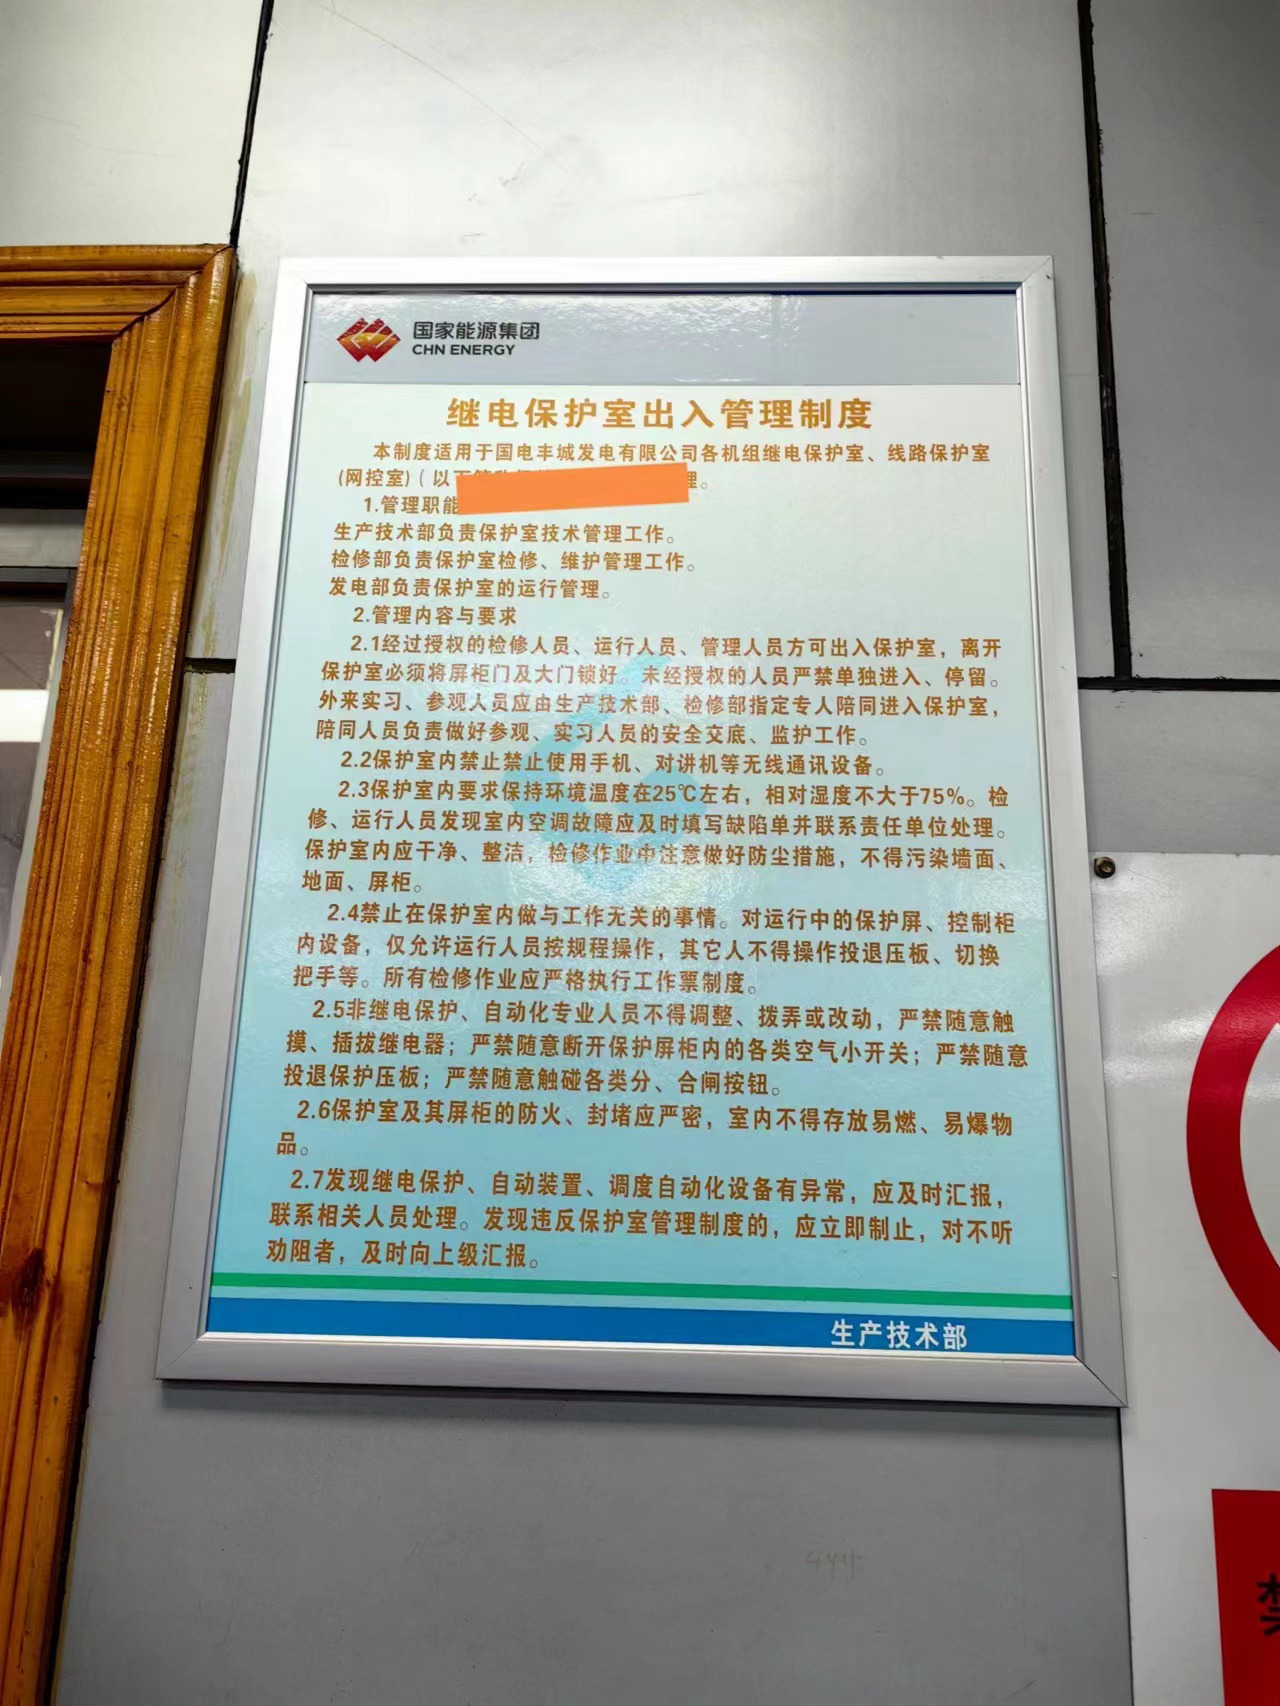 国家能源集团
CHN ENERGY
继电保护室出入管理制度
本制度适用于国电丰城发电有限公司各机组继电保护室、线路保护室
(网控室)(以下 理。
1.管理职能
生产技术部负责保护室技术管理工作。
检修部负责保护室检修、维护管理工作。
发电部负责保护室的运行管理。
2.管理内容与要求
2.1经过授权的检修人员、运行人员、管理人员方可出入保护室，离开
保护室必须将屏柜门及大门锁好。未经授权的人员严禁单独进入、停留。
外来实习、参观人员应由生产技术部、检修部指定专人陪同进入保护室，
陪同人员负责做好参观、实习人员的安全交底、监护工作。
2.2保护室内禁止禁止使用手机、对讲机等无线通讯设备。
2.3保护室内要求保持环境温度在25℃左右，相对湿度不大于75%。检
修、运行人员发现室内空调故障应及时填写缺陷单并联系责任单位处理。
保护室内应干净、整洁，检修作业中注意做好防尘措施，不得污染墙面、
地面、屏柜。
2.4禁止在保护室内做与工作无关的事情。对运行中的保护屏、控制柜
内设备，仅允许运行人员按规程操作，其它人不得操作投退压板、切换
把手等。所有检修作业应严格执行工作票制度。
2.5非继电保护、自动化专业人员不得调整、拨弄或改动，严禁随意触
摸、插拔继电器；严禁随意断开保护屏柜内的各类空气小开关；严禁随意
投退保护压板；严禁随意触碰各类分、合闸按钮。
2.6保护室及其屏柜的防火、封堵应严密，室内不得存放易燃、易爆物
品。
2.7发现继电保护、自动装置、调度自动化设备有异常，应及时汇报，
联系相关人员处理。发现违反保护室管理制度的，应立即制止，对不听
劝阻者，及时向上级汇报。
生产技术部